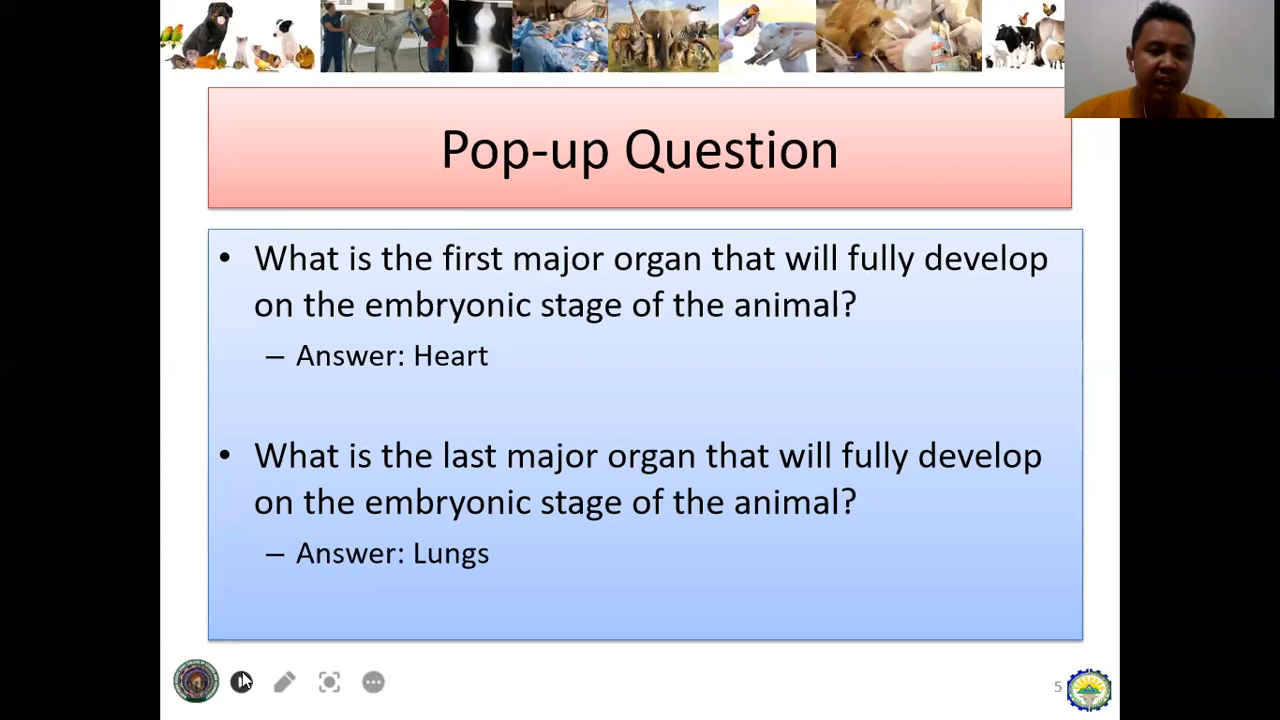 Pop-up Question
• What is the first major organ that will fully develop
on the embryonic stage of the animal?
– Answer: Heart
• What is the last major organ that will fully develop
on the embryonic stage of the animal?
– Answer: Lungs
5